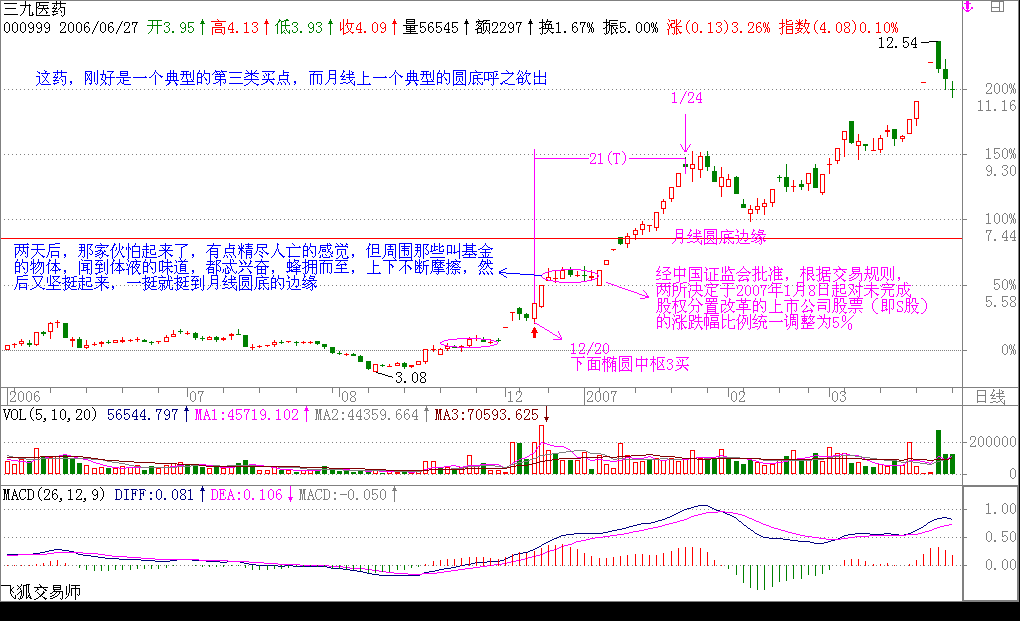 三九医药
000999 2006/06/27 开3.95↑高4.13↑低3.93↑收4.09↑量56545↑额2297↑换1.67% 振5.00% 涨(0.13)3.26% 指数(4.08)0.10%
12.54
这药，刚好是一个典型的第三类买点，而月线上一个典型的圆底呼之欲出
200%
1/24
11.16
150%
21(T)
9.30
100%
7.44
月线圆底边缘
两天后，那家伙怕起来了，有点精尽人亡的感觉，但周围那些叫基金
的物体，闻到体液的味道，都忒兴奋，蜂拥而至，上下不断摩擦，然
后又坚挺起来，一挺就挺到月线圆底的边缘
经中国证监会批准，根据交易规则，
两所决定于2007年1月8日起对未完成
股权分置改革的上市公司股票（即S股）
的涨跌幅比例统一调整为5%
50%
5.58
12/20
下面椭圆中枢3买
0%
3.08
2006 07 08 12 2007 02 03 日线
VOL(5,10,20) 56544.797↑MA1:45719.102↑MA2:44359.664↑MA3:70593.625↓
200000
0
MACD(26,12,9) DIFF:0.081↑DEA:0.106↓MACD:-0.050↑
1.00
0.50
0.00
飞狐交易师